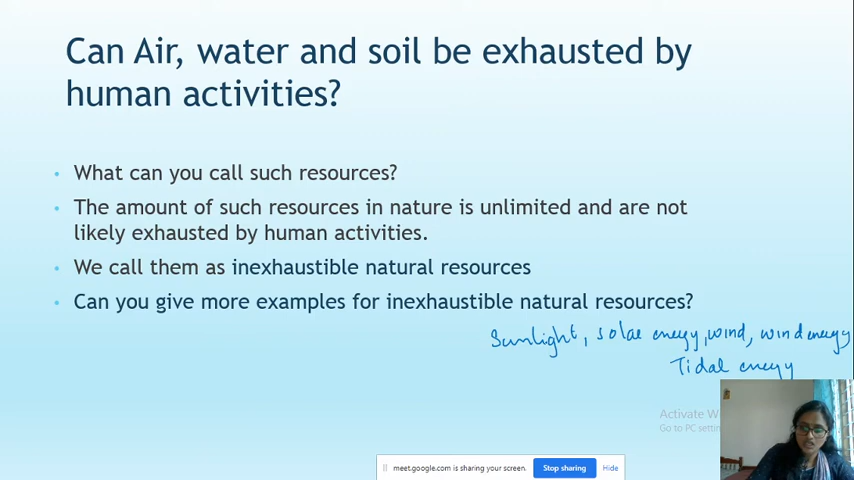 Can Air, water and soil be exhausted by
human activities?
• What can you call such resources?
• The amount of such resources in nature is unlimited and are not
likely exhausted by human activities.
• We call them as inexhaustible natural resources
• Can you give more examples for inexhaustible natural resources?
Sunlight, solar energy, wind, wind energy
Tidal energy
Activate W
Go to PC settin
meet.google.com is sharing your screen.
Stop sharing
Hide